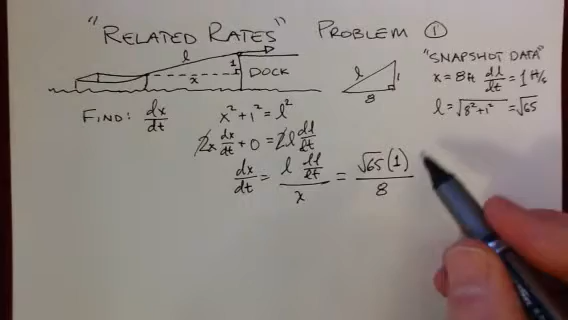 "RELATED RATES" PROBLEM ①
l
1
x
DOCK
l
1
8
"SNAPSHOT DATA"
x = 8 ft dl/dt = 1 ft/s
l = √(8²+1²) = √65
FIND: dx/dt
x² + 1² = l²
2x dx/dt + 0 = 2l dl/dt
dx/dt = l dl/dt / x = √65 (1) / 8